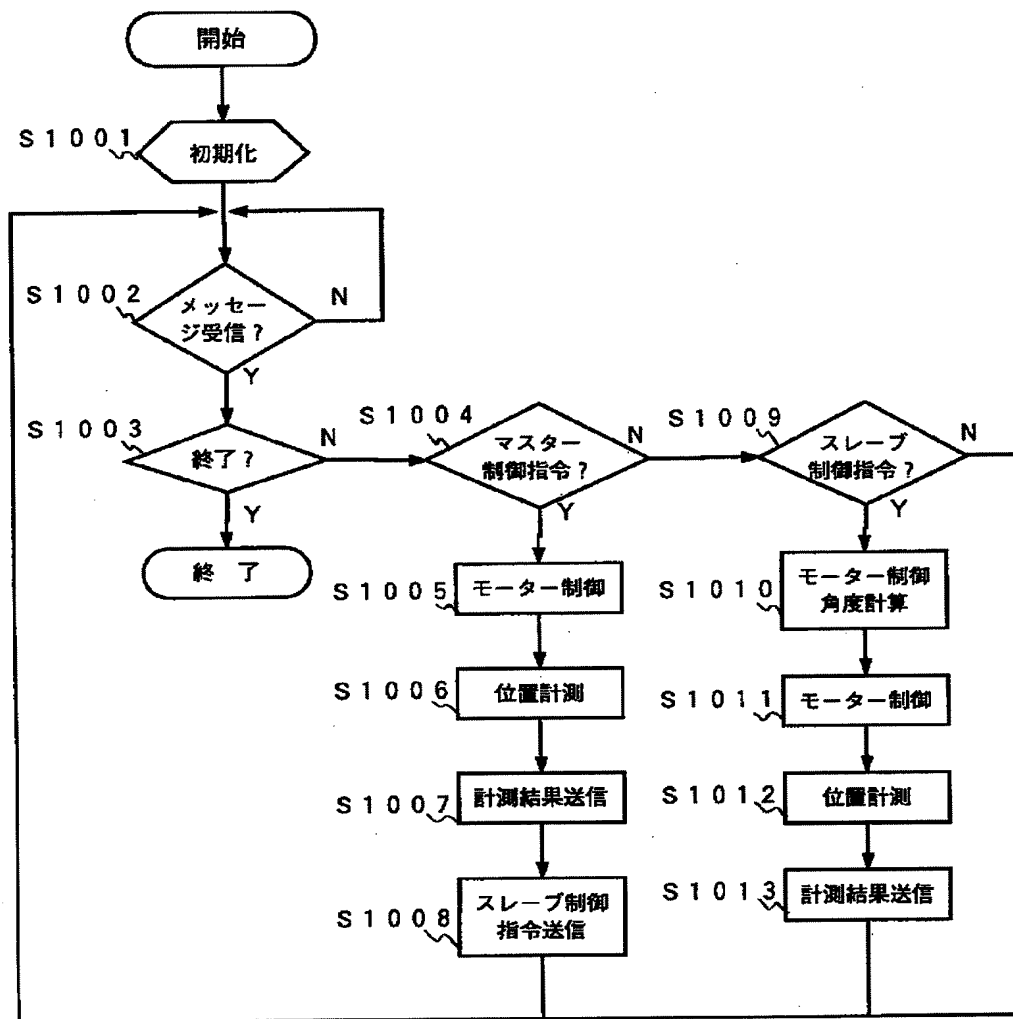 開始
S1001
初期化
S1002
メッセー
ジ受信?
N
Y
S1003
終了?
N
Y
終 了
S1004
マスター
制御指令?
N
Y
S1005
モーター制御
S1006
位置計測
S1007
計測結果送信
S1008
スレーブ制御
指令送信
S1009
スレーブ
制御指令?
N
Y
S1010
モーター制御
角度計算
S1011
モーター制御
S1012
位置計測
S1013
計測結果送信